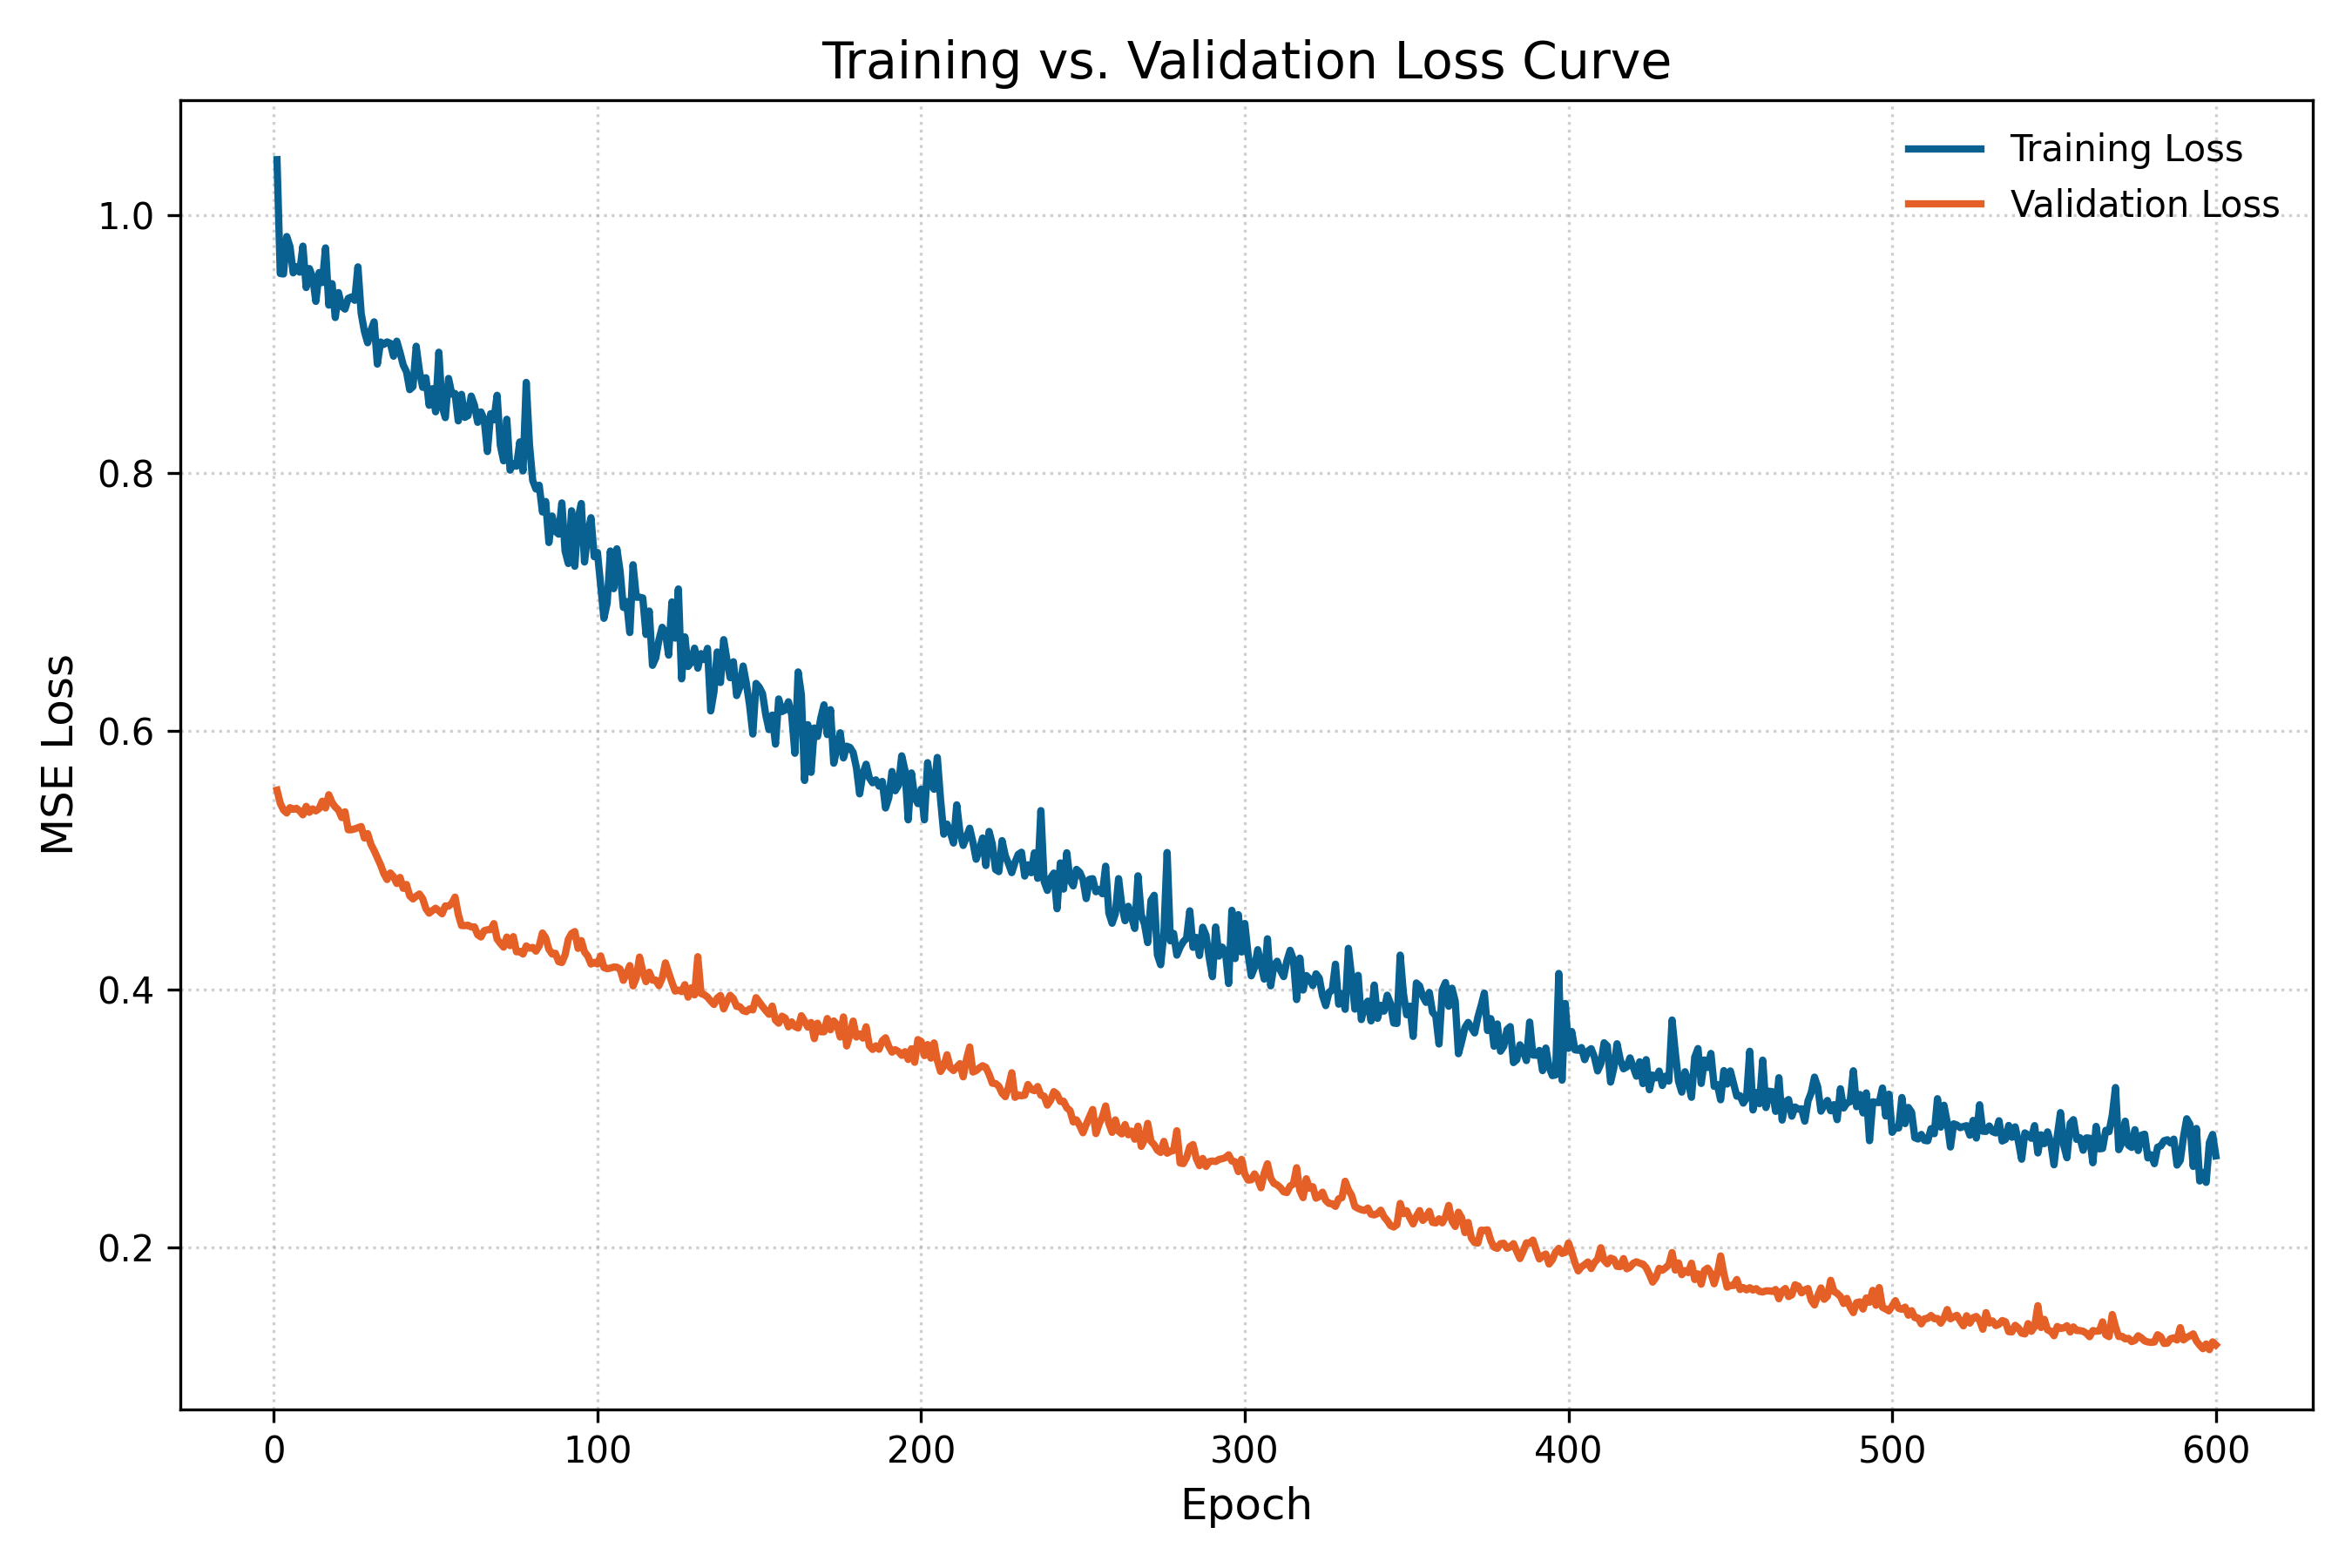 Training vs. Validation Loss Curve
Training Loss
Validation Loss
MSE Loss
1.0
0.8
0.6
0.4
0.2
0 100 200 300 400 500 600
Epoch